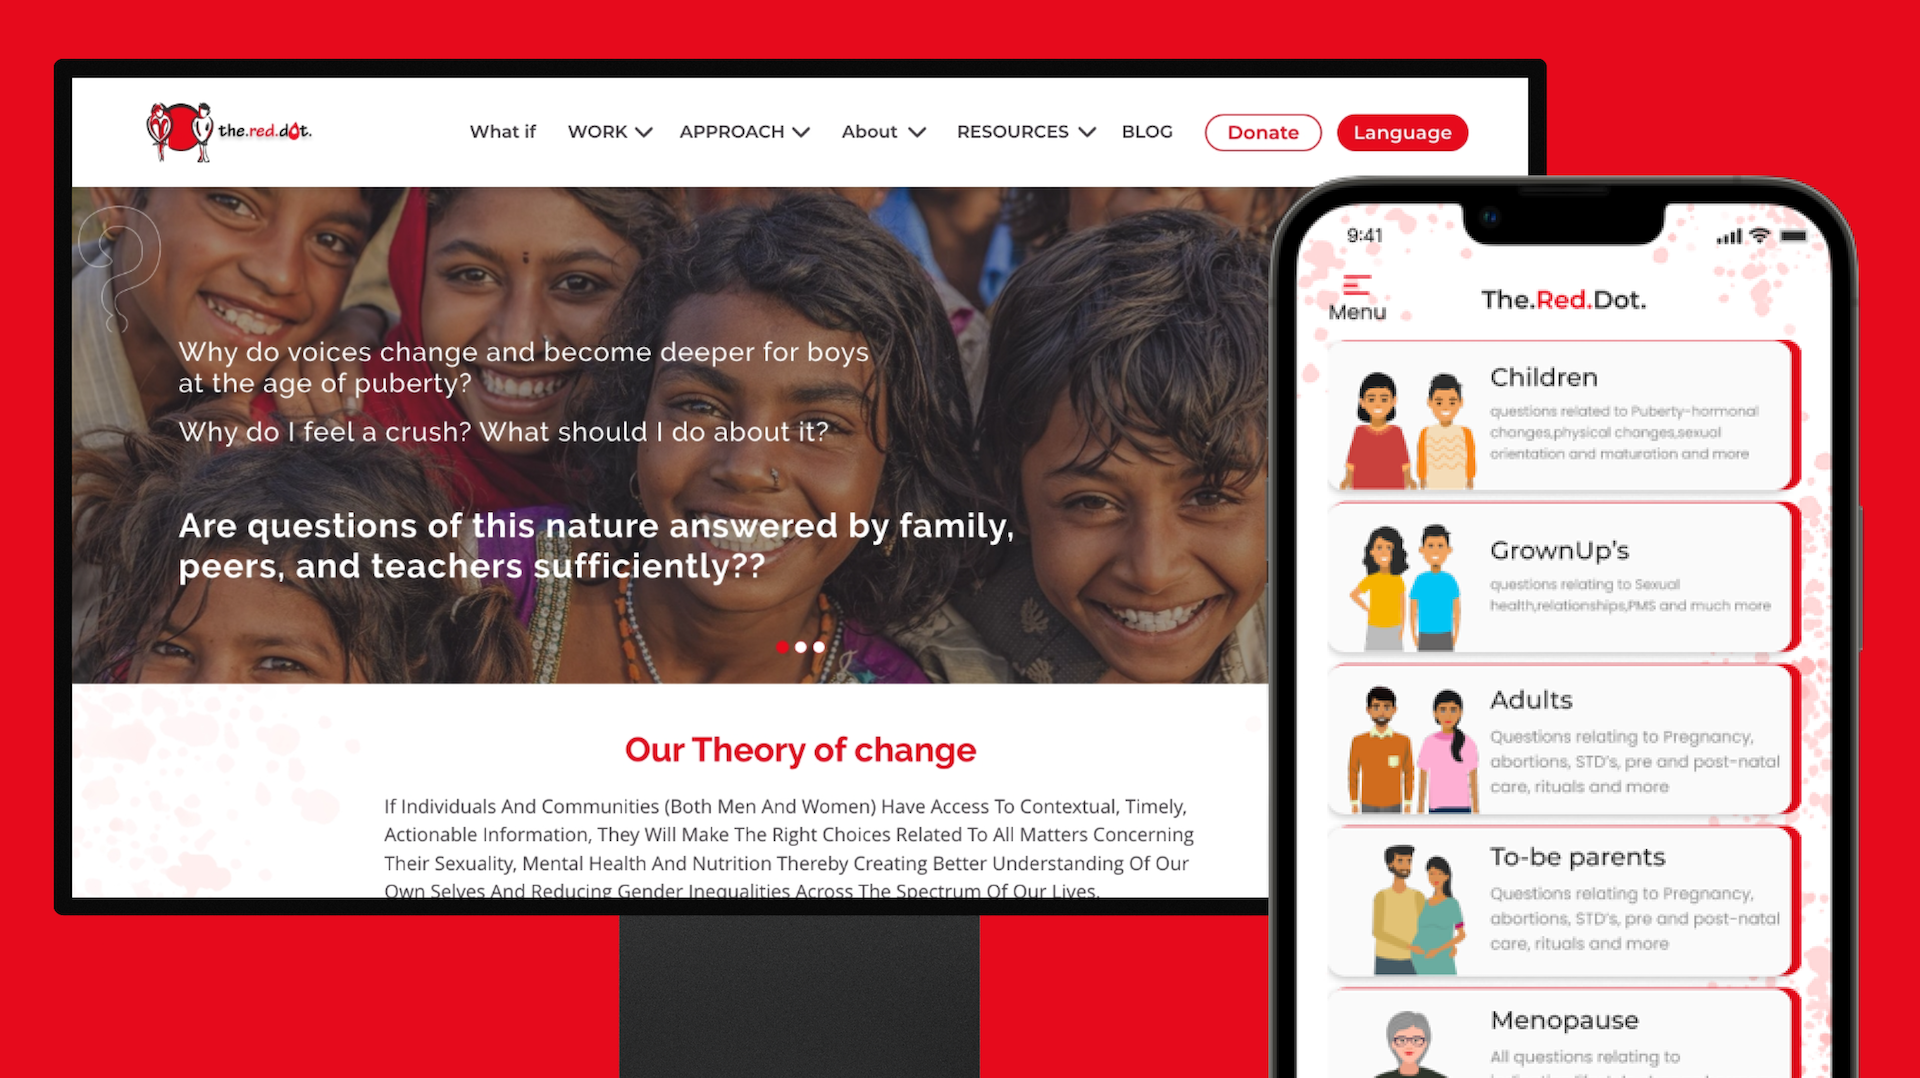 the.red.dot.
What if
WORK
APPROACH
About
RESOURCES
BLOG
Donate
Language
Why do voices change and become deeper for boys
at the age of puberty?
Why do I feel a crush? What should I do about it?
Are questions of this nature answered by family,
peers, and teachers sufficiently??
Our Theory of change
If Individuals And Communities (Both Men And Women) Have Access To Contextual, Timely,
Actionable Information, They Will Make The Right Choices Related To All Matters Concerning
Their Sexuality, Mental Health And Nutrition Thereby Creating Better Understanding Of Our
Own Selves And Reducing Gender Inequalities Across The Spectrum Of Our Lives.
9:41
Menu
The.Red.Dot.
Children
questions related to Puberty-hormonal
changes,physical changes,sexual
orientation and maturation and more
GrownUp's
questions relating to Sexual
health,relationships,PMS and much more
Adults
Questions relating to Pregnancy,
abortions, STD's, pre and post-natal
care, rituals and more
To-be parents
Questions relating to Pregnancy,
abortions, STD's, pre and post-natal
care, rituals and more
Menopause
All questions relating to